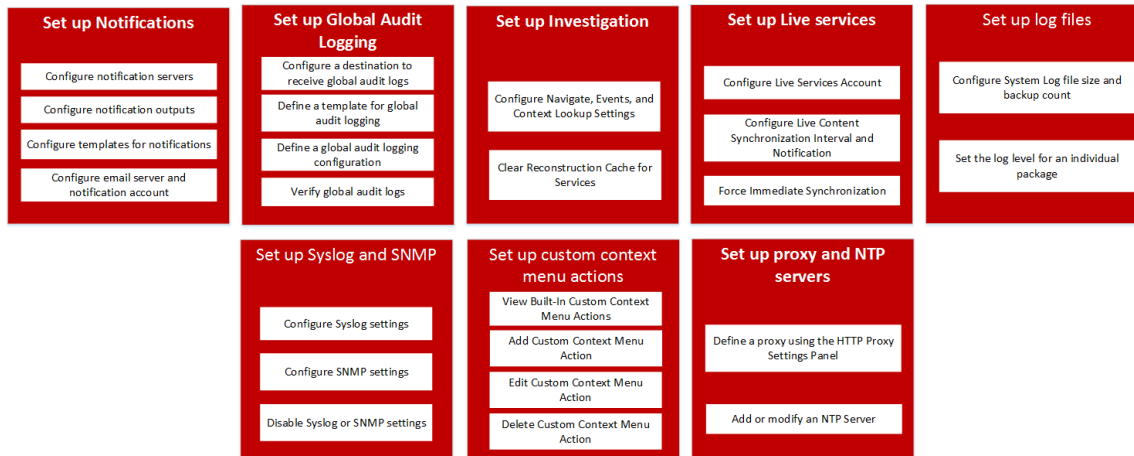 Set up Notifications
Configure notification servers
Configure notification outputs
Configure templates for notifications
Configure email server and
notification account
Set up Global Audit
Logging
Configure a destination to
receive global audit logs
Define a template for global
audit logging
Define a global audit logging
configuration
Verify global audit logs
Set up Investigation
Configure Navigate, Events, and
Context Lookup Settings
Clear Reconstruction Cache for
Services
Set up Live services
Configure Live Services Account
Configure Live Content
Synchronization Interval and
Notification
Force Immediate Synchronization
Set up log files
Configure System Log file size and
backup count
Set the log level for an individual
package
Set up Syslog and SNMP
Configure Syslog settings
Configure SNMP settings
Disable Syslog or SNMP settings
Set up custom context
menu actions
View Built-In Custom Context
Menu Actions
Add Custom Context Menu
Action
Edit Custom Context Menu
Action
Delete Custom Context Menu
Action
Set up proxy and NTP
servers
Define a proxy using the HTTP Proxy
Settings Panel
Add or modify an NTP Server